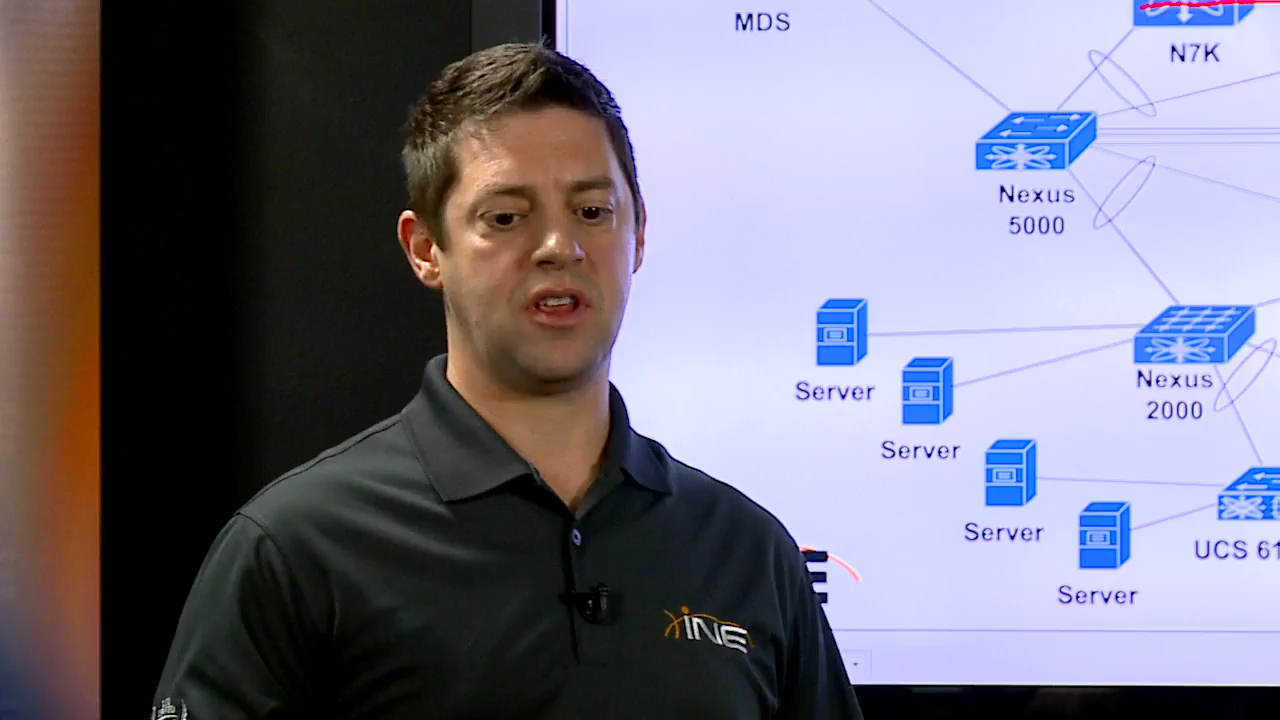 MDS
N7K
Nexus
5000
Server
Nexus
2000
Server
Server
UCS 61
Server
iNE